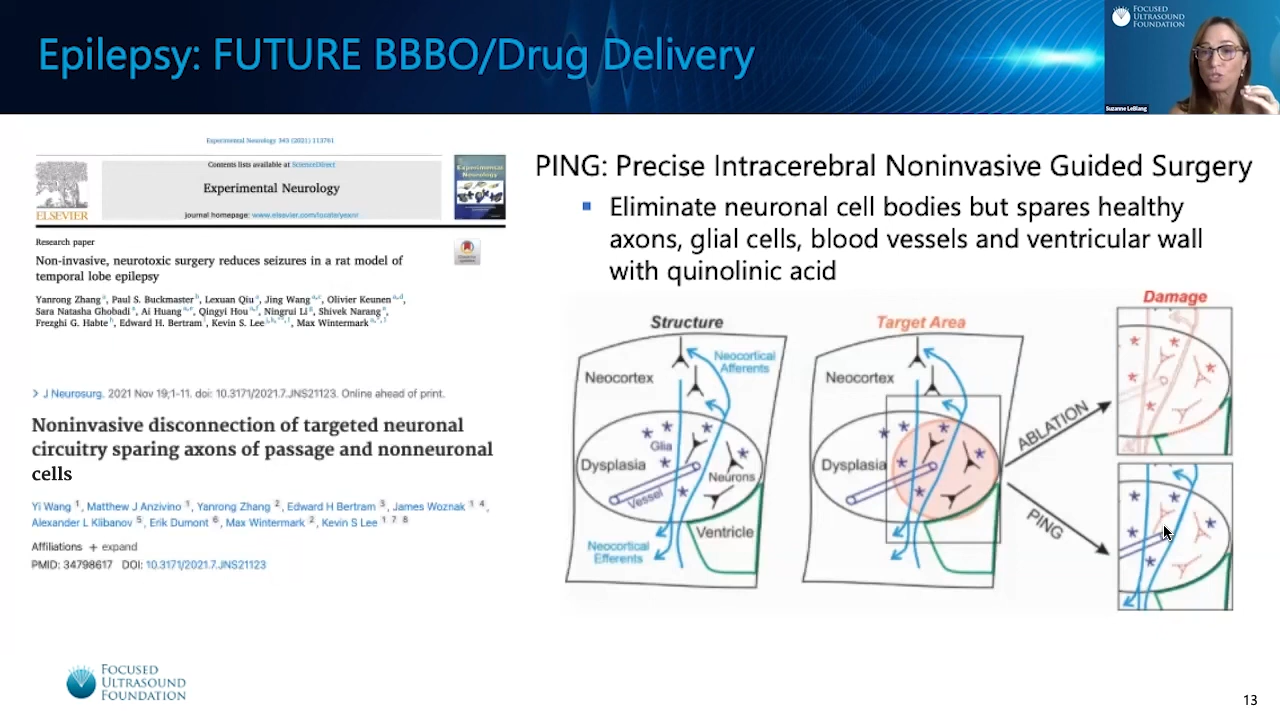 Epilepsy: FUTURE BBBO/Drug Delivery
FOCUSED
ULTRASOUND
FOUNDATION
Suzanne LeBlang
Experimental Neurology 343 (2021) 113761
Contents lists available at ScienceDirect
Experimental Neurology
journal homepage: www.elsevier.com/locate/yexnr
ELSEVIER
Experimental
Neurology
Research paper
Non-invasive, neurotoxic surgery reduces seizures in a rat model of
temporal lobe epilepsy
Yanrong Zhang, Paul S. Buckmaster, Lexuan Qiu, Jing Wang, Olivier Keunen,
Sara Natasha Ghobadi, Ai Huang, Qingyi Hou, Ningrui Li, Shivek Narang,
Frezghi G. Habte, Edward H. Bertram, Kevin S. Lee, Max Wintermark
> J Neurosurg. 2021 Nov 19;1-11. doi: 10.3171/2021.7.JNS21123. Online ahead of print.
Noninvasive disconnection of targeted neuronal
circuitry sparing axons of passage and nonneuronal
cells
Yi Wang 1, Matthew J Anzivino 1, Yanrong Zhang 2, Edward H Bertram 3, James Woznak 1 4,
Alexander L Klibanov 5, Erik Dumont 6, Max Wintermark 2, Kevin S Lee 1 7 8
Affiliations + expand
PMID: 34798617 DOI: 10.3171/2021.7.JNS21123
PING: Precise Intracerebral Noninvasive Guided Surgery
Eliminate neuronal cell bodies but spares healthy
axons, glial cells, blood vessels and ventricular wall
with quinolinic acid
Structure
Neocortical
Afferents
Neocortex
Glia
Dysplasia
Neurons
Vessel
Ventricle
Neocortical
Efferents
Target Area
Neocortex
Dysplasia
ABLATION
PING
Damage
FOCUSED
ULTRASOUND
FOUNDATION
13